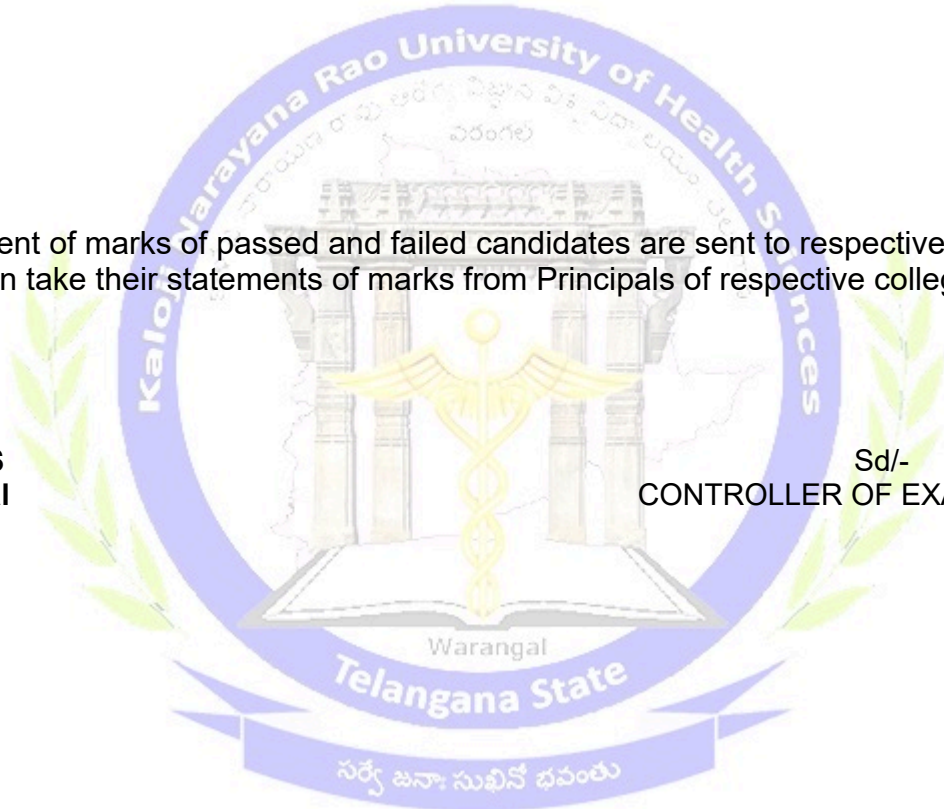 Kaloji Narayana Rao University of Health Sciences
వరంగల్
ent of marks of passed and failed candidates are sent to respective
n take their statements of marks from Principals of respective colleg
S
Sd/-
AI
CONTROLLER OF EXA
Warangal
Telangana State
సర్వే జనాః సుఖినో భవంతు